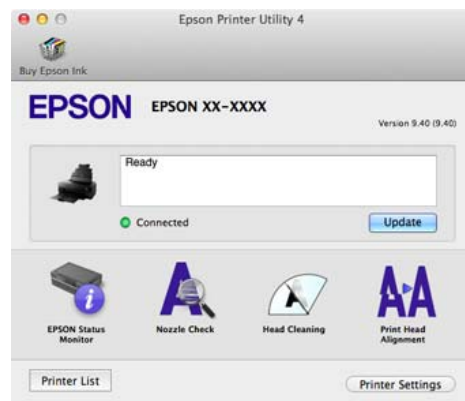 Epson Printer Utility 4
Buy Epson Ink
EPSON EPSON XX-XXXX
Version 9.40 (9.40)
Ready
Connected
Update
EPSON Status
Monitor
Nozzle Check
Head Cleaning
Print Head
Alignment
Printer List
Printer Settings